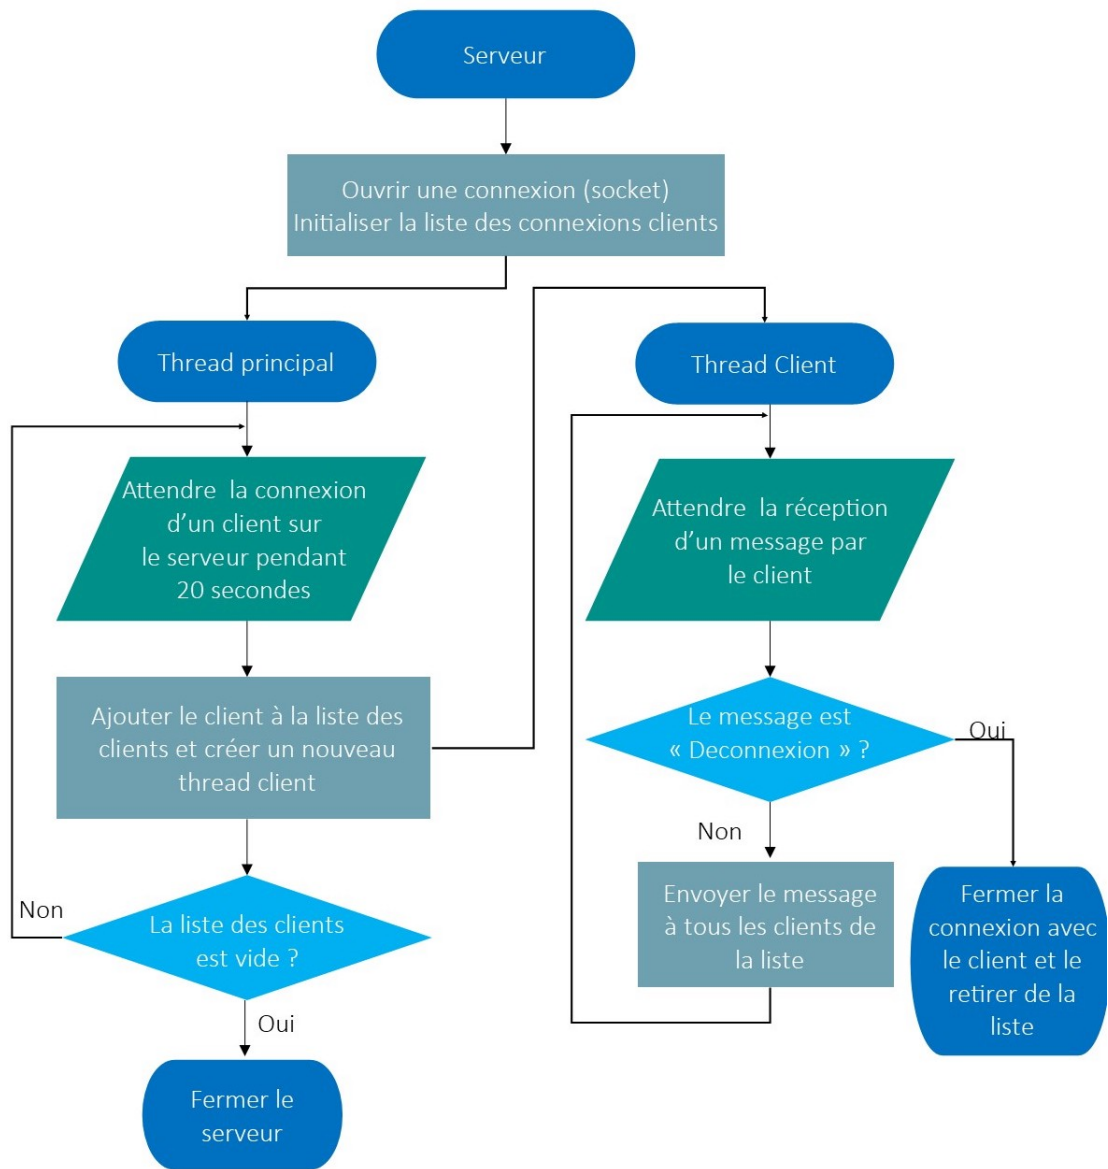 Serveur
Ouvrir une connexion (socket)
Initialiser la liste des connexions clients
Thread principal
Attendre la connexion
d’un client sur
le serveur pendant
20 secondes
Ajouter le client à la liste des
clients et créer un nouveau
thread client
La liste des clients
est vide ?
Non
Oui
Fermer le
serveur
Thread Client
Attendre la réception
d’un message par
le client
Le message est
« Deconnexion » ?
Oui
Non
Envoyer le message
à tous les clients de
la liste
Fermer la
connexion avec
le client et le
retirer de la
liste